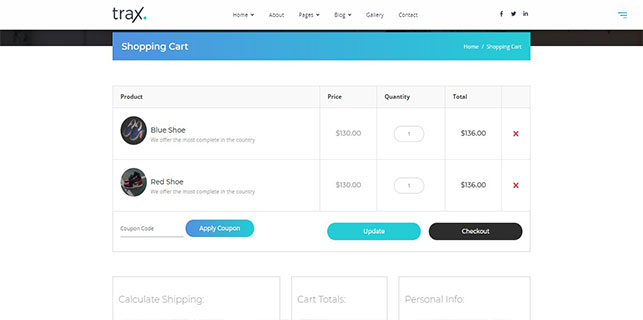 trax.
Home About Pages Blog Gallery Contact
Shopping Cart
Home / Shopping Cart
Product Price Quantity Total
Blue Shoe
We offer the most complete in the country
$130.00 1 $136.00
Red Shoe
We offer the most complete in the country
$130.00 1 $136.00
Coupon Code Apply Coupon Update Checkout
Calculate Shipping: Cart Totals: Personal Info: